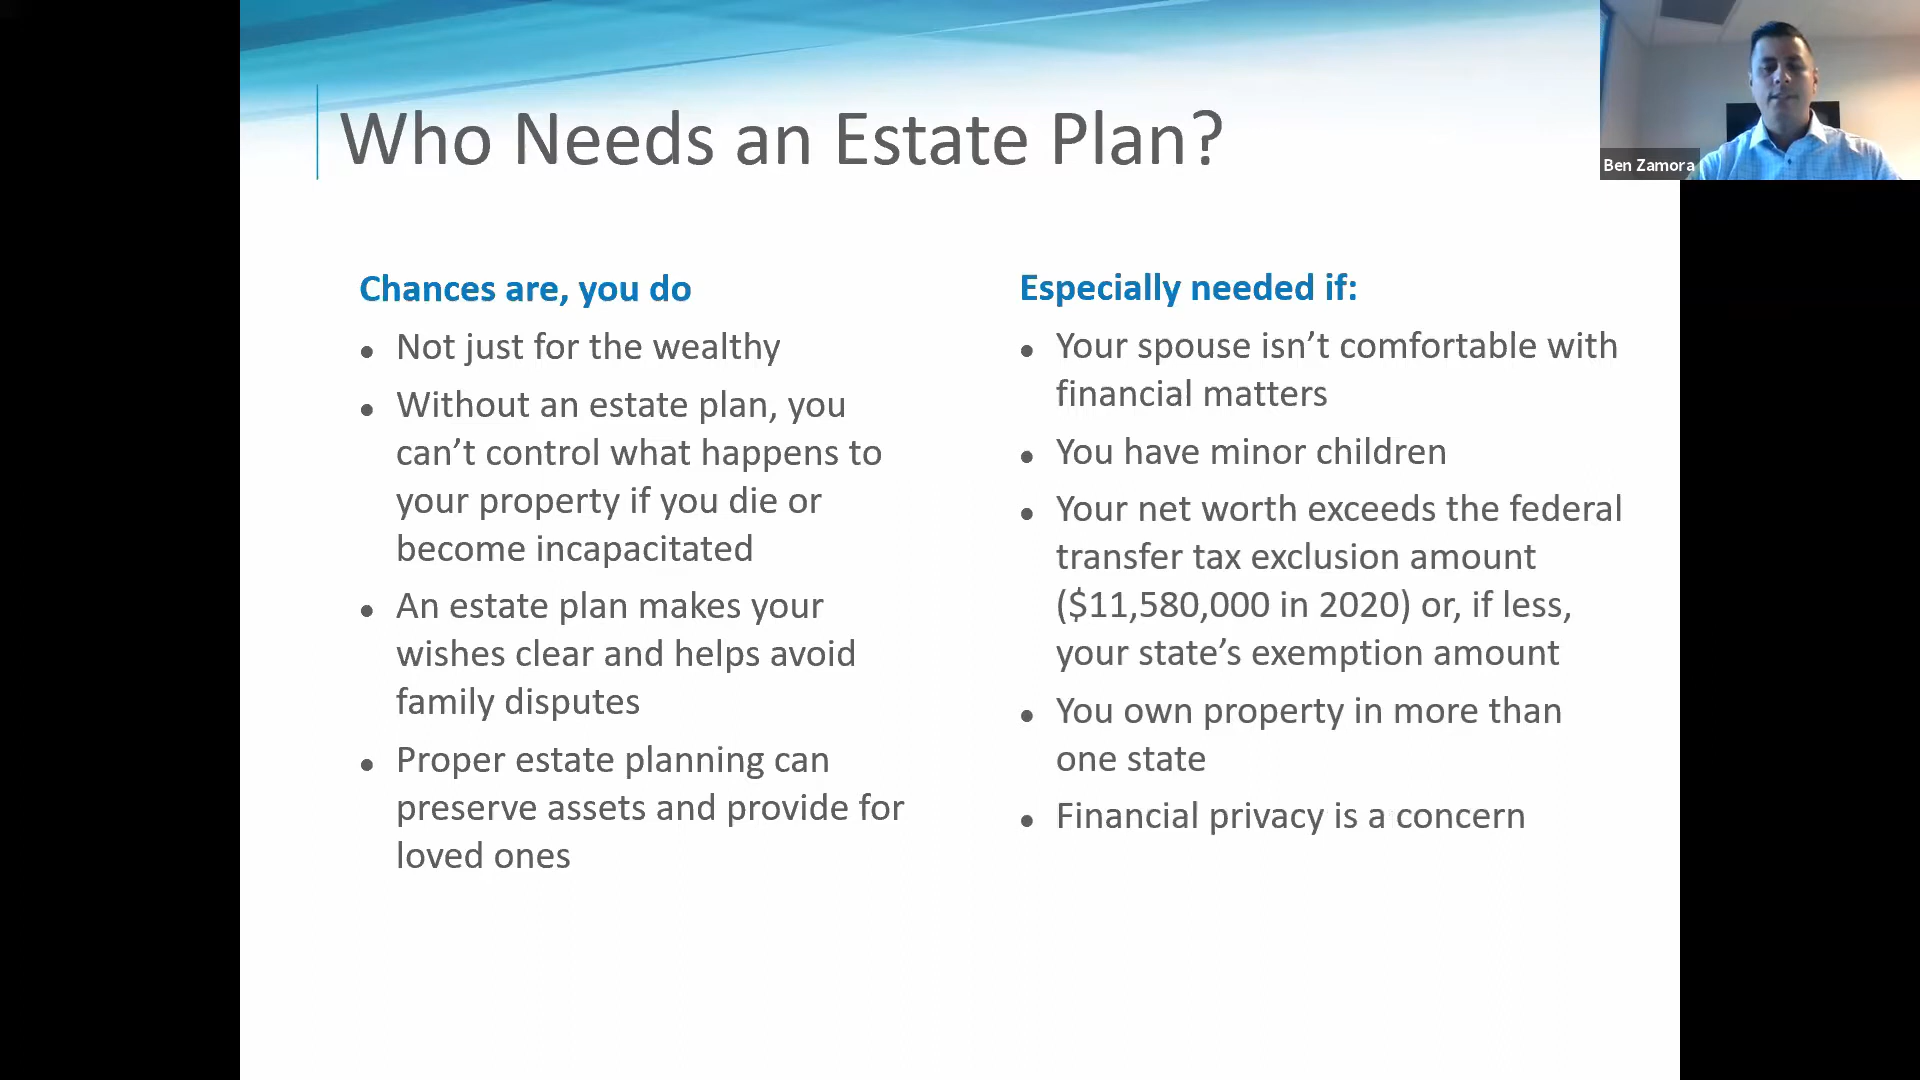 Who Needs an Estate Plan?
Ben Zamora
Chances are, you do
● Not just for the wealthy
● Without an estate plan, you
can’t control what happens to
your property if you die or
become incapacitated
● An estate plan makes your
wishes clear and helps avoid
family disputes
● Proper estate planning can
preserve assets and provide for
loved ones
Especially needed if:
● Your spouse isn’t comfortable with
financial matters
● You have minor children
● Your net worth exceeds the federal
transfer tax exclusion amount
($11,580,000 in 2020) or, if less,
your state’s exemption amount
● You own property in more than
one state
● Financial privacy is a concern